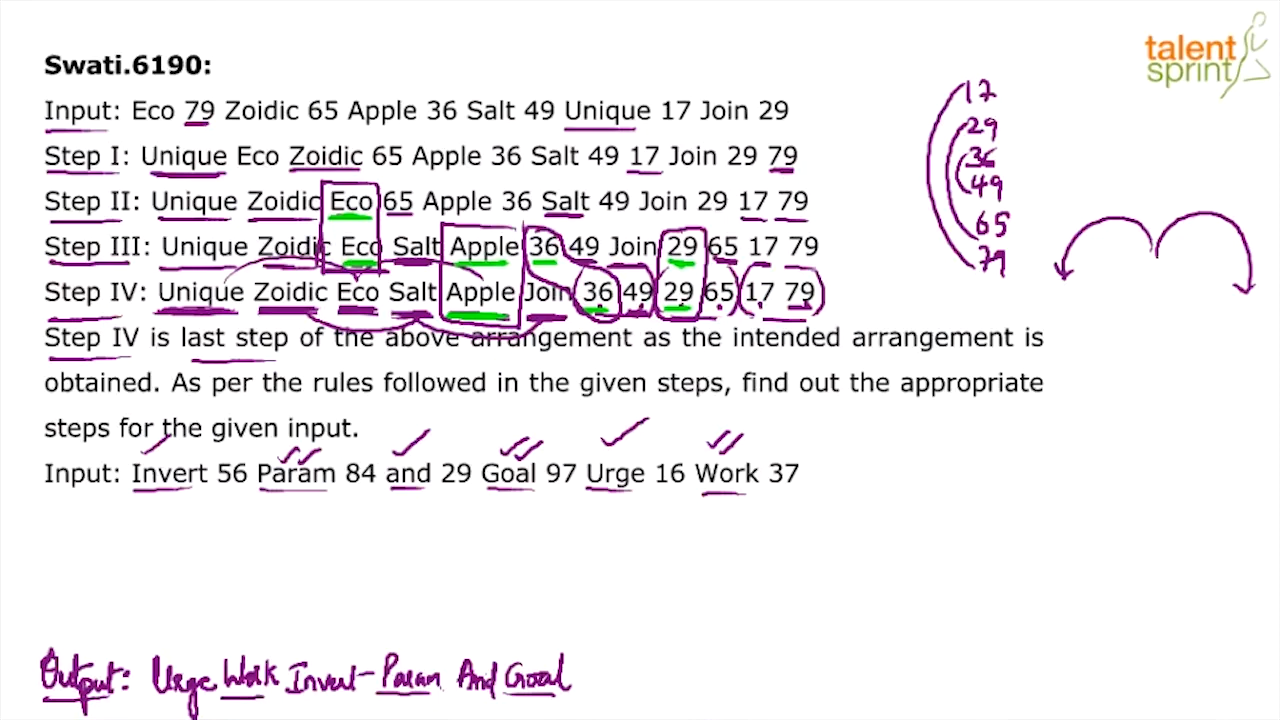 talent
sprint
Swati.6190:
Input: Eco 79 Zoidic 65 Apple 36 Salt 49 Unique 17 Join 29
Step I: Unique Eco Zoidic 65 Apple 36 Salt 49 17 Join 29 79
Step II: Unique Zoidic Eco 65 Apple 36 Salt 49 Join 29 17 79
Step III: Unique Zoidic Eco Salt Apple 36 49 Join 29 65 17 79
Step IV: Unique Zoidic Eco Salt Apple Join 36 49 29 65 17 79
Step IV is last step of the above arrangement as the intended arrangement is
obtained. As per the rules followed in the given steps, find out the appropriate
steps for the given input.
Input: Invert 56 Param 84 and 29 Goal 97 Urge 16 Work 37
17
29
36
49
65
79
Output: Urge Work Invert Param And Goal